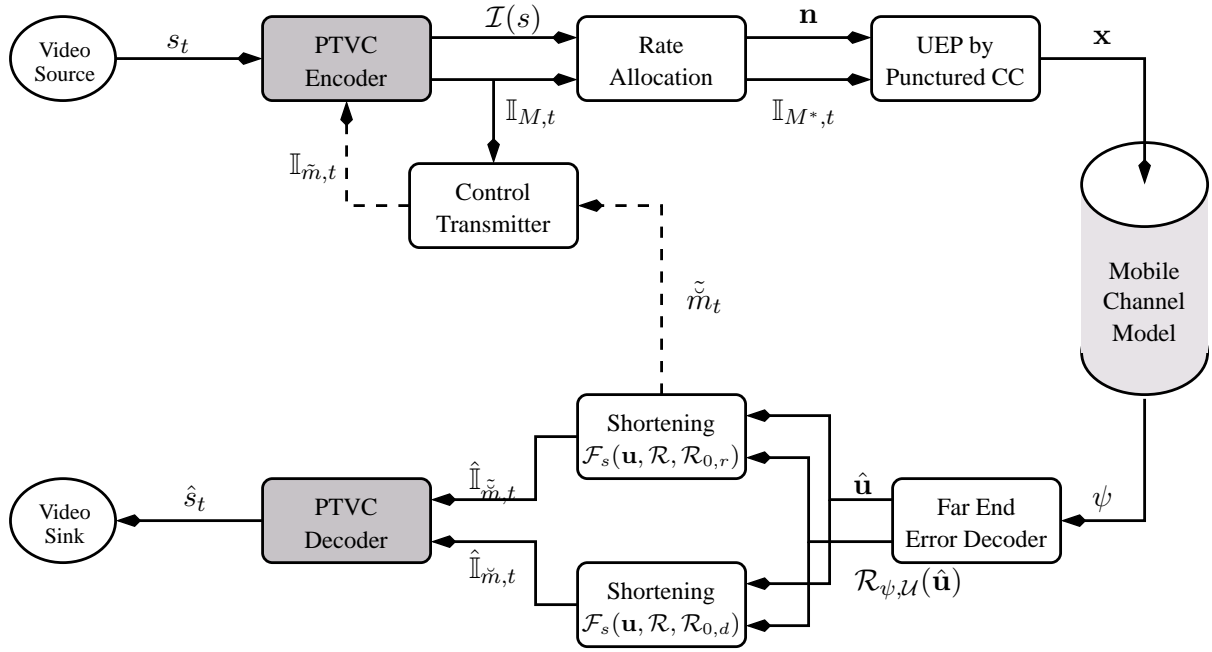 Video
Source
s_t
PTVC
Encoder
𝓘(s)
Rate
Allocation
𝐧
UEP by
Punctured CC
𝐱
𝕀_{M,t}
𝕀_{M*,t}
𝕀_{m̃,t}
Control
Transmitter
m�̆̃_t
Mobile
Channel
Model
Shortening
𝓕_s(𝐮, 𝓡, 𝓡_{0,r})
𝕀̂_{m̆̃,t}
Video
Sink
ŝ_t
PTVC
Decoder
𝐮̂
Far End
Error Decoder
ψ
𝕀̂_{m̆,t}
Shortening
𝓕_s(𝐮, 𝓡, 𝓡_{0,d})
𝓡_{ψ,𝓤}(𝐮̂)